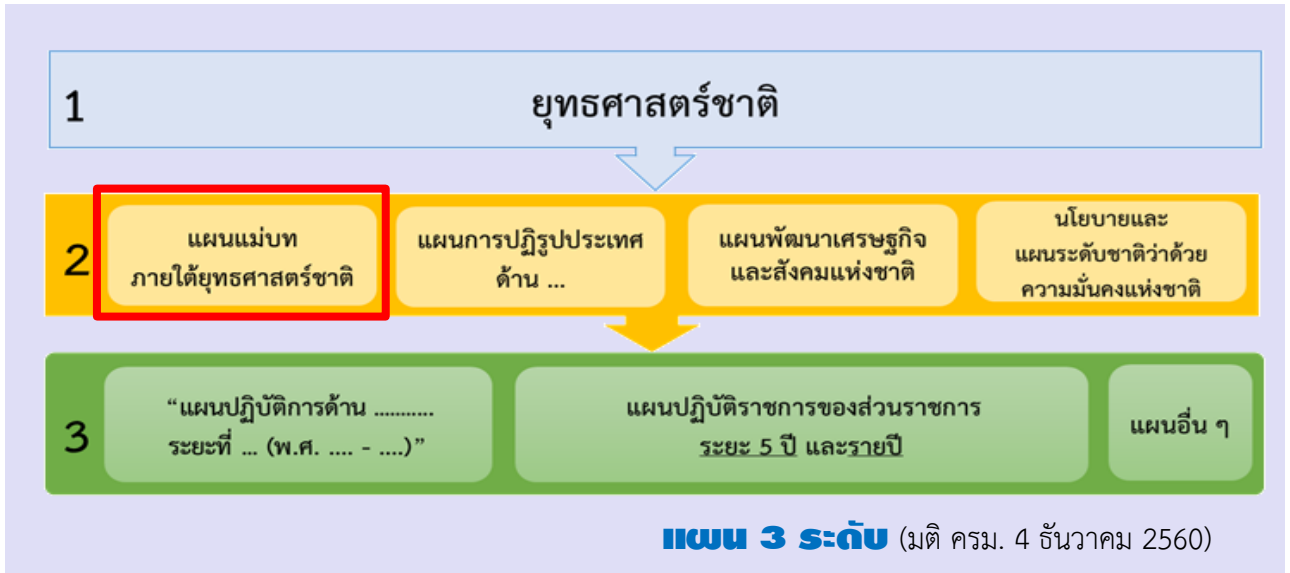 1
ยุทธศาสตร์ชาติ
2
แผนแม่บท
ภายใต้ยุทธศาสตร์ชาติ
แผนการปฏิรูปประเทศ
ด้าน ...
แผนพัฒนาเศรษฐกิจ
และสังคมแห่งชาติ
นโยบายและ
แผนระดับชาติว่าด้วย
ความมั่นคงแห่งชาติ
3
“แผนปฏิบัติการด้าน ...........
ระยะที่ ... (พ.ศ. .... - ....)”
แผนปฏิบัติราชการของส่วนราชการ
ระยะ 5 ปี และรายปี
แผนอื่น ๆ
แผน 3 ระดับ (มติ ครม. 4 ธันวาคม 2560)